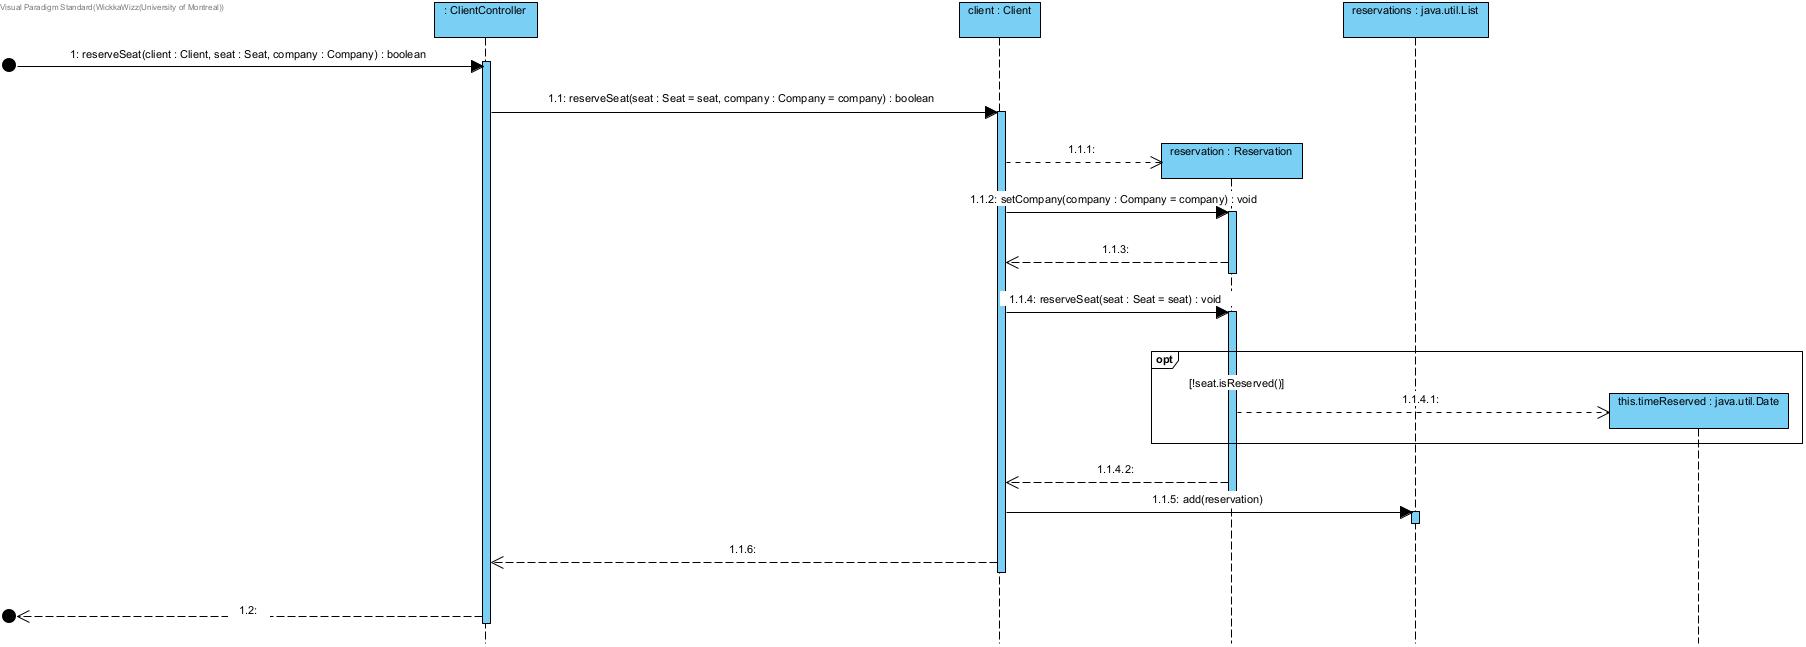 Visual Paradigm Standard(WickkaWizz(University of Montreal))
: ClientController
client : Client
reservations : java.util.List
1: reserveSeat(client : Client, seat : Seat, company : Company) : boolean
1.1: reserveSeat(seat : Seat = seat, company : Company = company) : boolean
1.1.1:
reservation : Reservation
1.1.2: setCompany(company : Company = company) : void
1.1.3:
1.1.4: reserveSeat(seat : Seat = seat) : void
opt
[!seat.isReserved()]
1.1.4.1:
this.timeReserved : java.util.Date
1.1.4.2:
1.1.5: add(reservation)
1.1.6:
1.2: